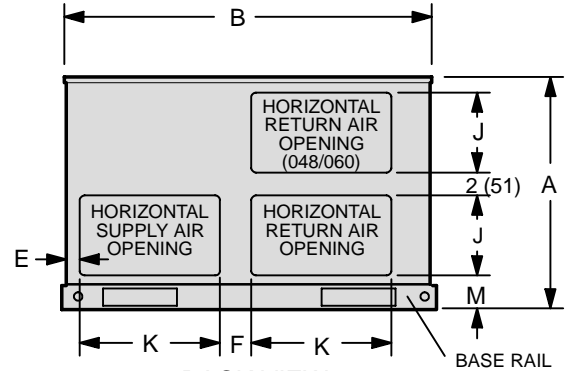 B
HORIZONTAL
RETURN AIR
OPENING
(048/060)
J
2 (51)
A
HORIZONTAL
SUPPLY AIR
OPENING
HORIZONTAL
RETURN AIR
OPENING
J
E
M
K
F
K
BASE RAIL